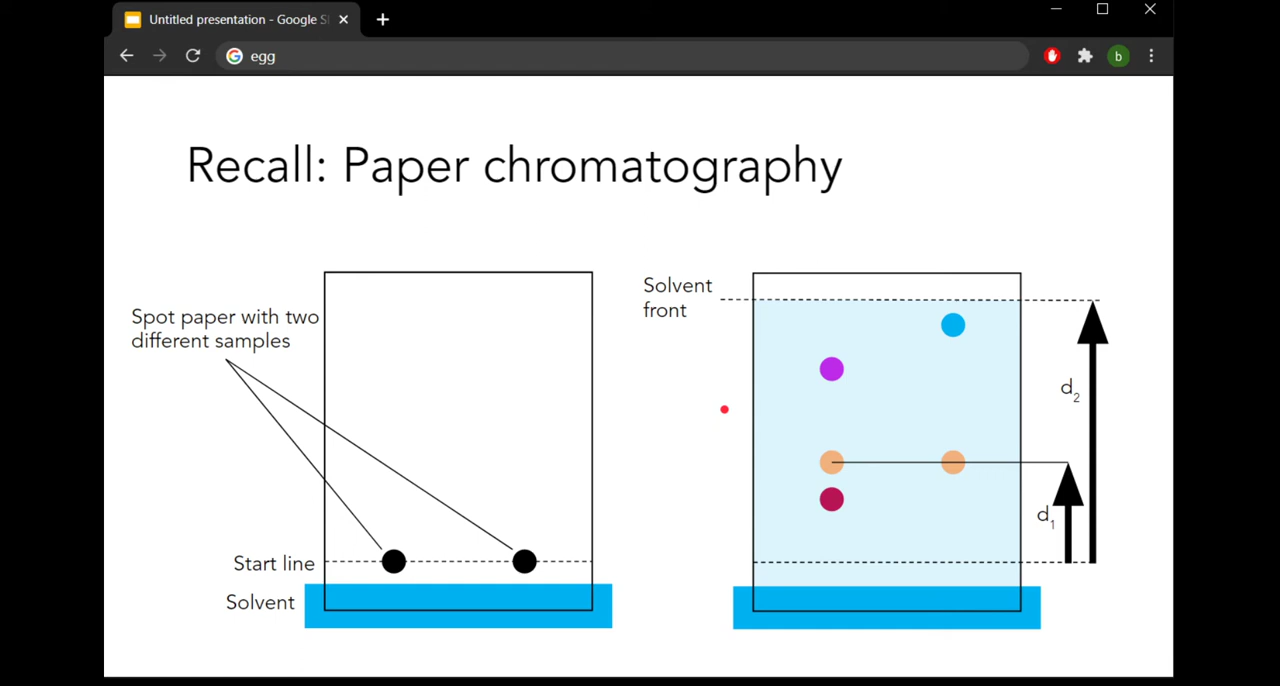 Untitled presentation - Google S
egg
b
Recall: Paper chromatography
Spot paper with two
different samples
Start line
Solvent
Solvent
front
d2
d1